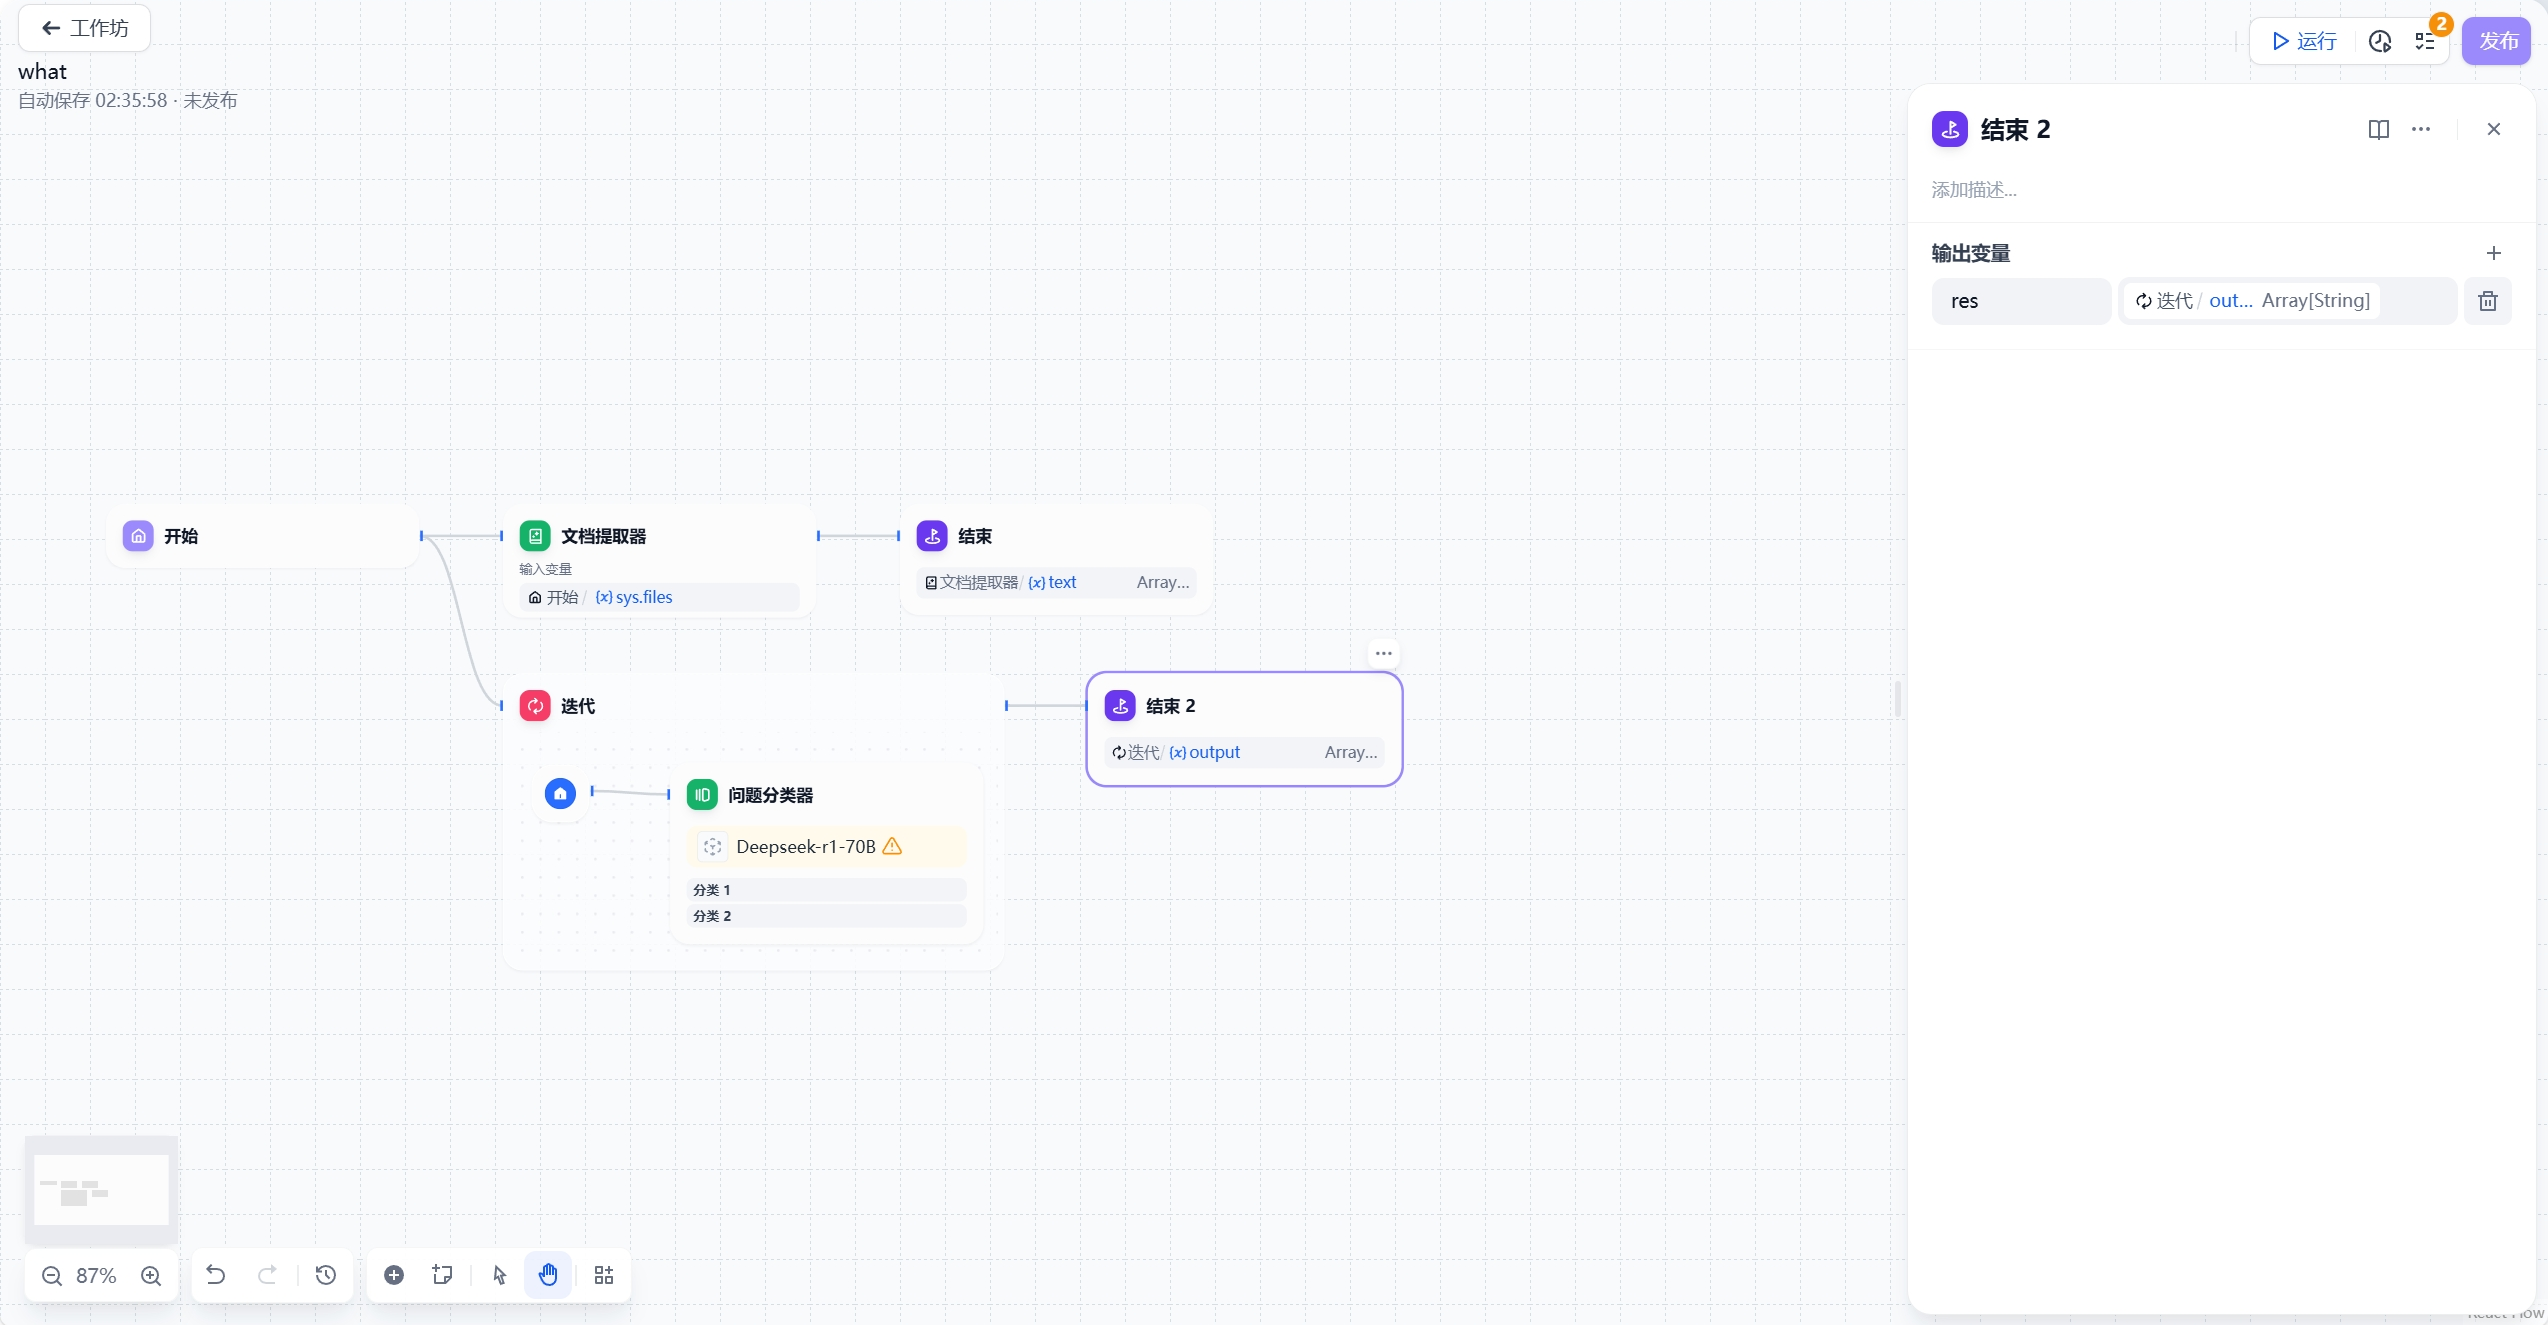 工作坊
what
自动保存 02:35:58 · 未发布
运行
2
发布
结束 2
添加描述...
输出变量
res
迭代 / out... Array[String]
开始
文档提取器
输入变量
开始 / {x} sys.files
结束
文档提取器 / {x} text Array...
迭代
结束 2
迭代 / {x} output Array...
问题分类器
Deepseek-r1-70B
分类 1
分类 2
87%
React Flow